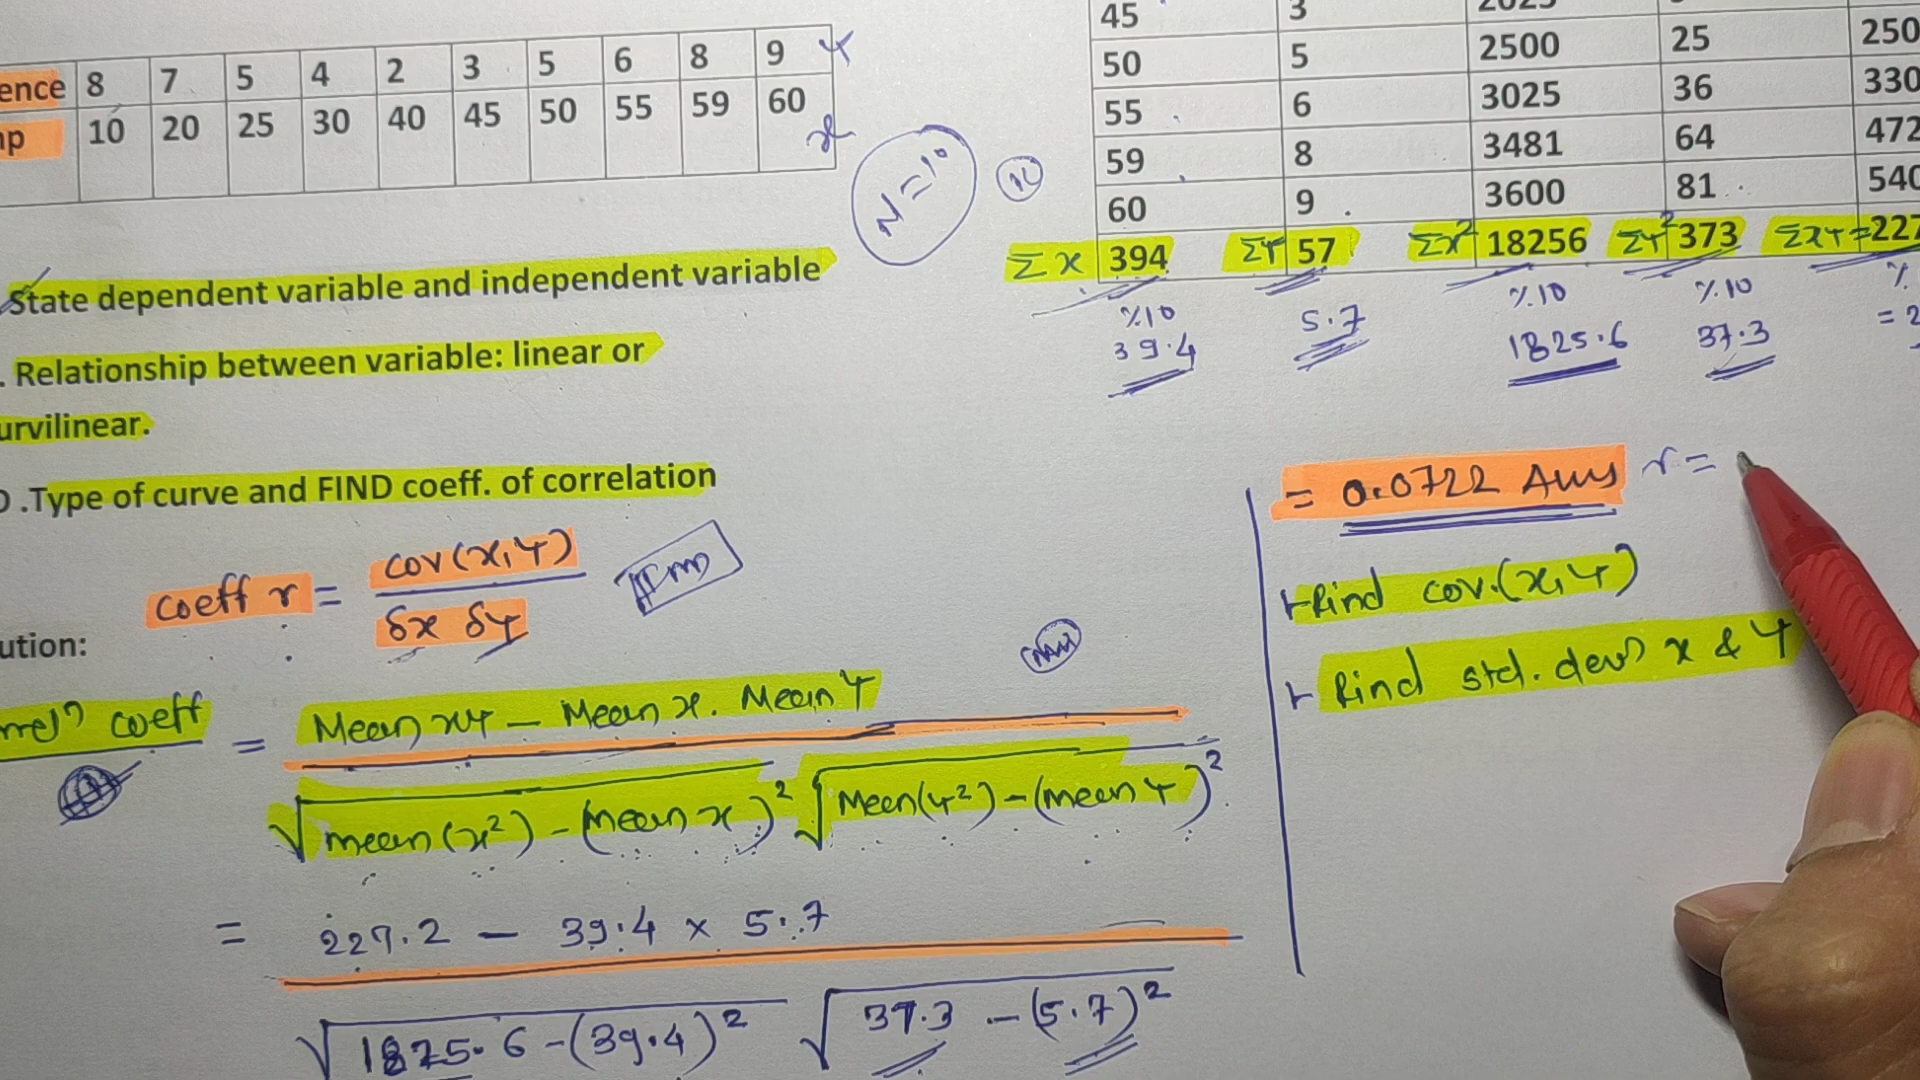 ence 8 7 5 4 2 3 5 6 8 9 Y
mp 10 20 25 30 40 45 50 55 59 60 x
N=10
45 3 2025
50 5 2500 25 250
55 6 3025 36 330
59 8 3481 64 472
60 9 3600 81 540
Σx 394 ΣY 57 Σx² 18256 ΣY² 373 ΣxY= 227
%10 %10 %10 %
39.4 5.7 1825.6 37.3 = 2
State dependent variable and independent variable
. Relationship between variable: linear or
urvilinear.
.Type of curve and FIND coeff. of correlation
coeff r = cov(x,Y)
δx δY
ution:
coeff = Mean xY - Mean x. Mean Y
√mean(x²) - (mean x)² √Mean(Y²) - (mean Y)²
= 227.2 - 39.4 x 5.7
√1825.6 - (39.4)² √37.3 - (5.7)²
= 0.0722 Ans r =
Find cov.(x,Y)
Find std. devn x & Y